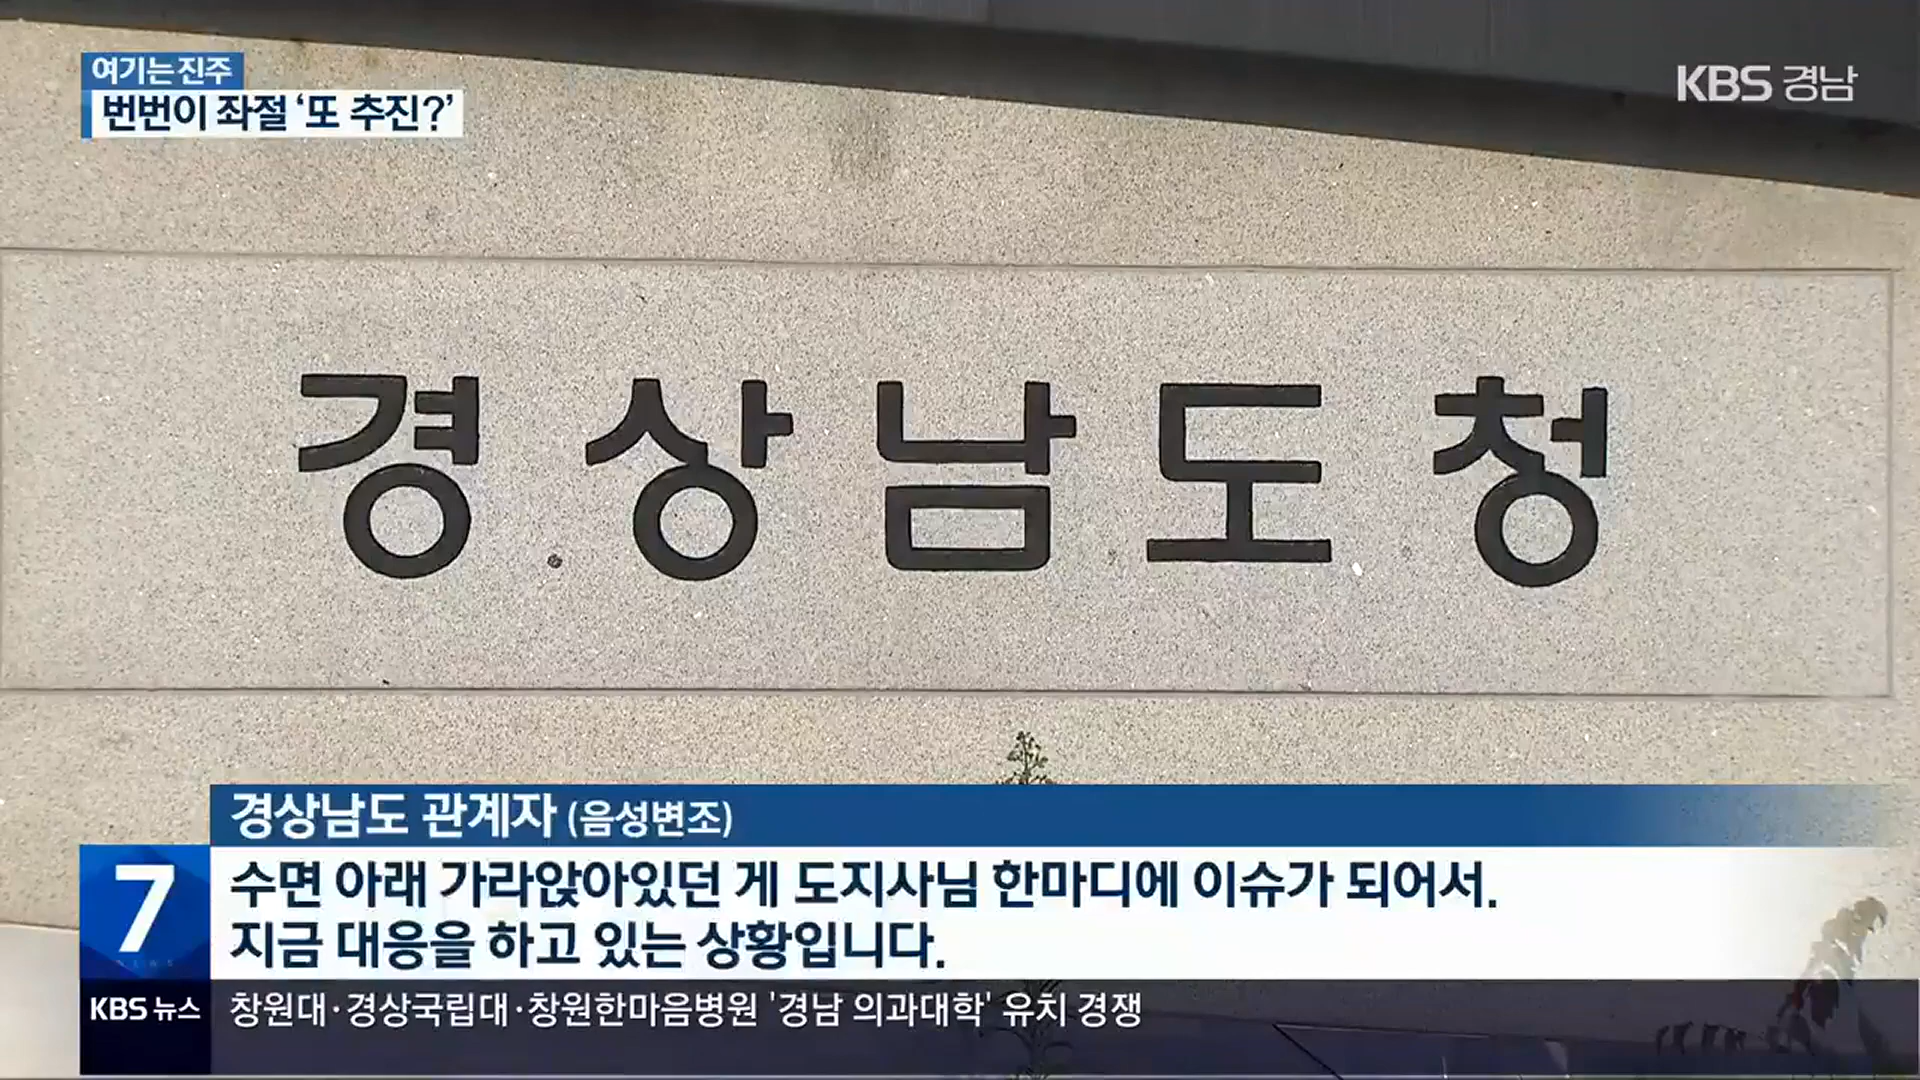 여기는 진주
번번이 좌절 ‘또 추진?’
KBS 경남
경상남도청
경상남도 관계자 (음성변조)
7
NEWS
수면 아래 가라앉아있던 게 도지사님 한마디에 이슈가 되어서.
지금 대응을 하고 있는 상황입니다.
KBS 뉴스
창원대·경상국립대·창원한마음병원 '경남 의과대학' 유치 경쟁